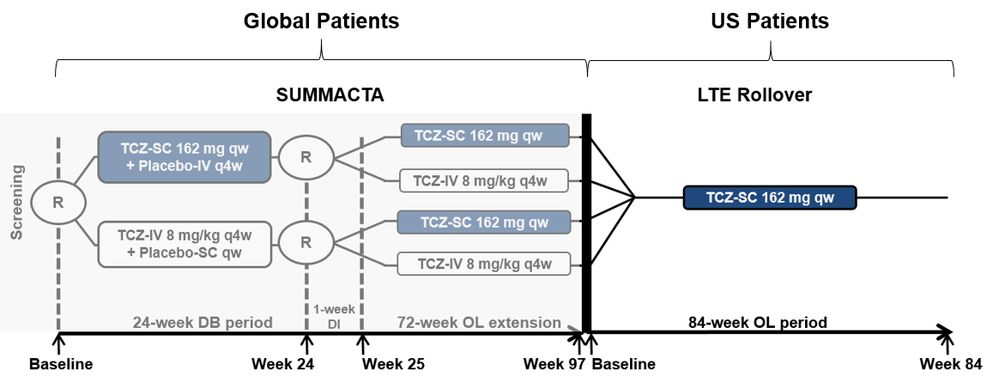 Global Patients
US Patients
SUMMACTA
LTE Rollover
Screening
R
TCZ-SC 162 mg qw
+ Placebo-IV q4w
TCZ-IV 8 mg/kg q4w
+ Placebo-SC qw
R
R
TCZ-SC 162 mg qw
TCZ-IV 8 mg/kg q4w
TCZ-SC 162 mg qw
TCZ-IV 8 mg/kg q4w
TCZ-SC 162 mg qw
24-week DB period
1-week
DI
72-week OL extension
84-week OL period
Baseline
Week 24
Week 25
Week 97
Baseline
Week 84